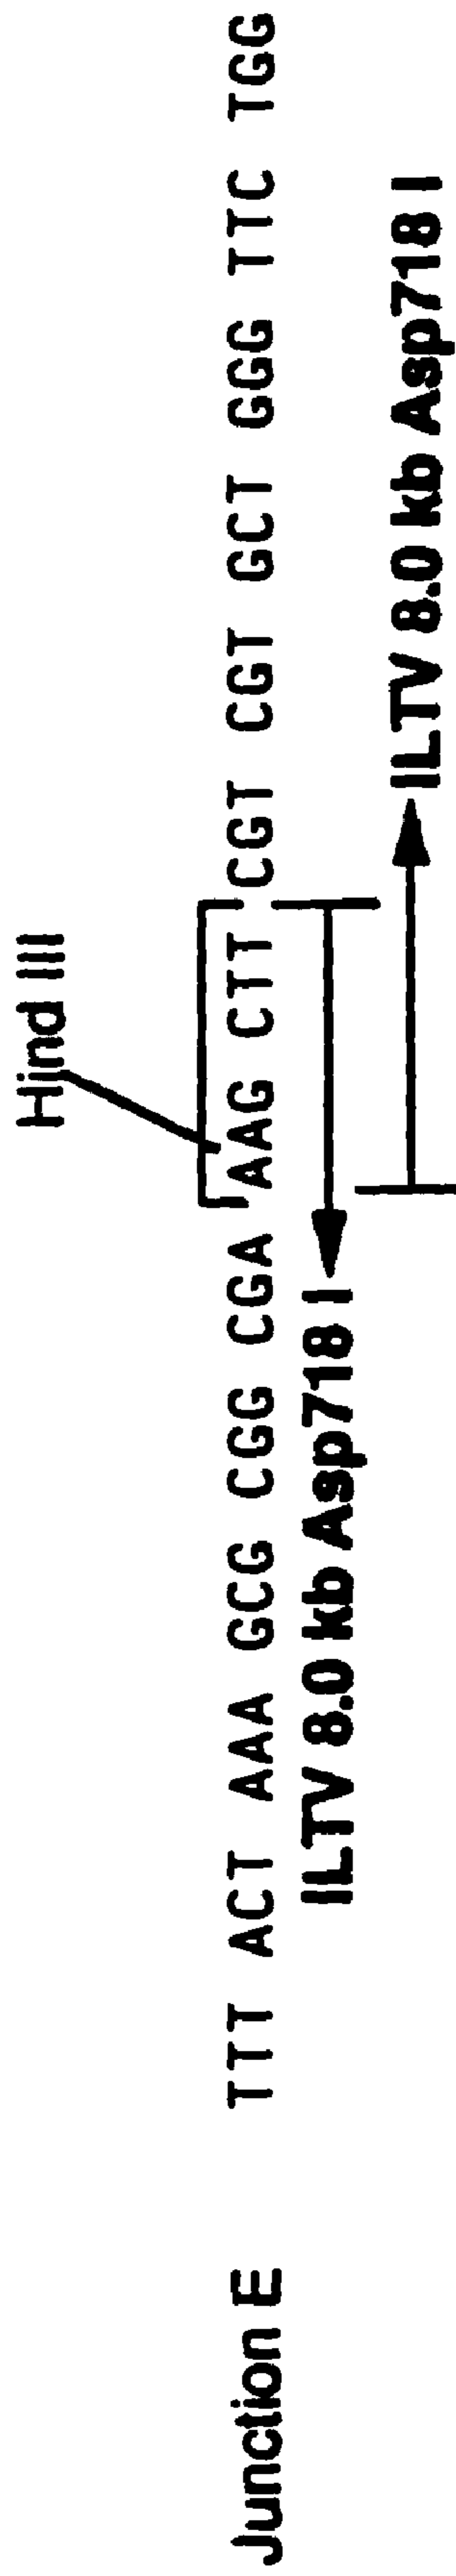 Hind III
Junction E TTT ACT AAA GCG CGG CGA AAG CTT CGT CGT GCT GGG TTC TGG
ILTV 8.0 kb Asp718 I
ILTV 8.0 kb Asp718 I